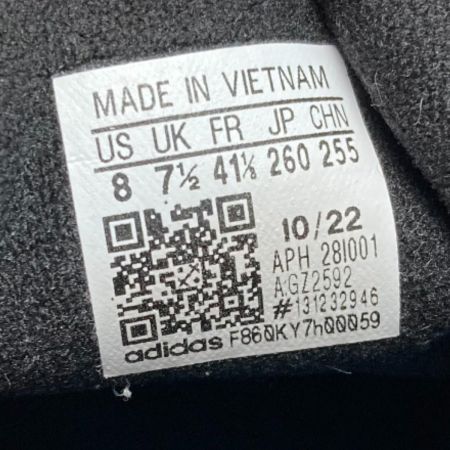 MADE IN VIETNAM
US UK FR JP CHN
8 7½ 41⅓ 260 255
10/22
APH 28I001
A:GZ2592
#131232946
adidas F860KY7h00059